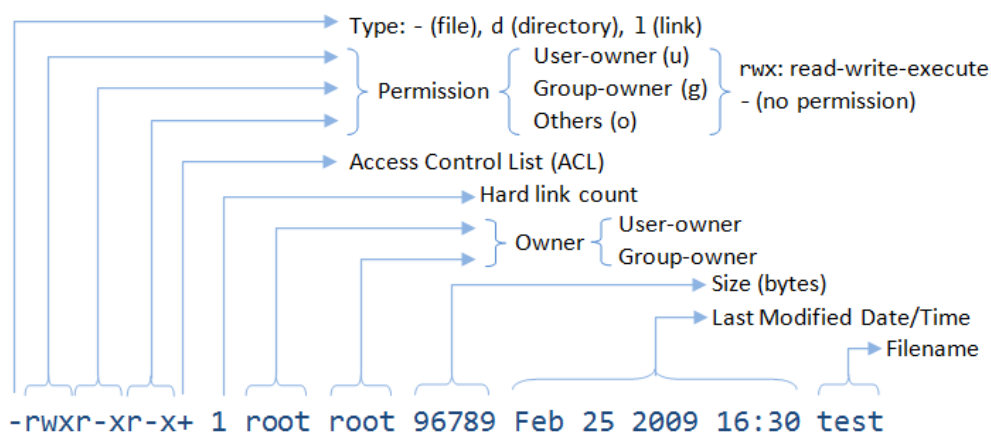 Type: - (file), d (directory), l (link)
User-owner (u)
rwx: read-write-execute
Permission
Group-owner (g)
- (no permission)
Others (o)
Access Control List (ACL)
Hard link count
User-owner
Owner
Group-owner
Size (bytes)
Last Modified Date/Time
Filename
-rwxr-xr-x+ 1 root root 96789 Feb 25 2009 16:30 test